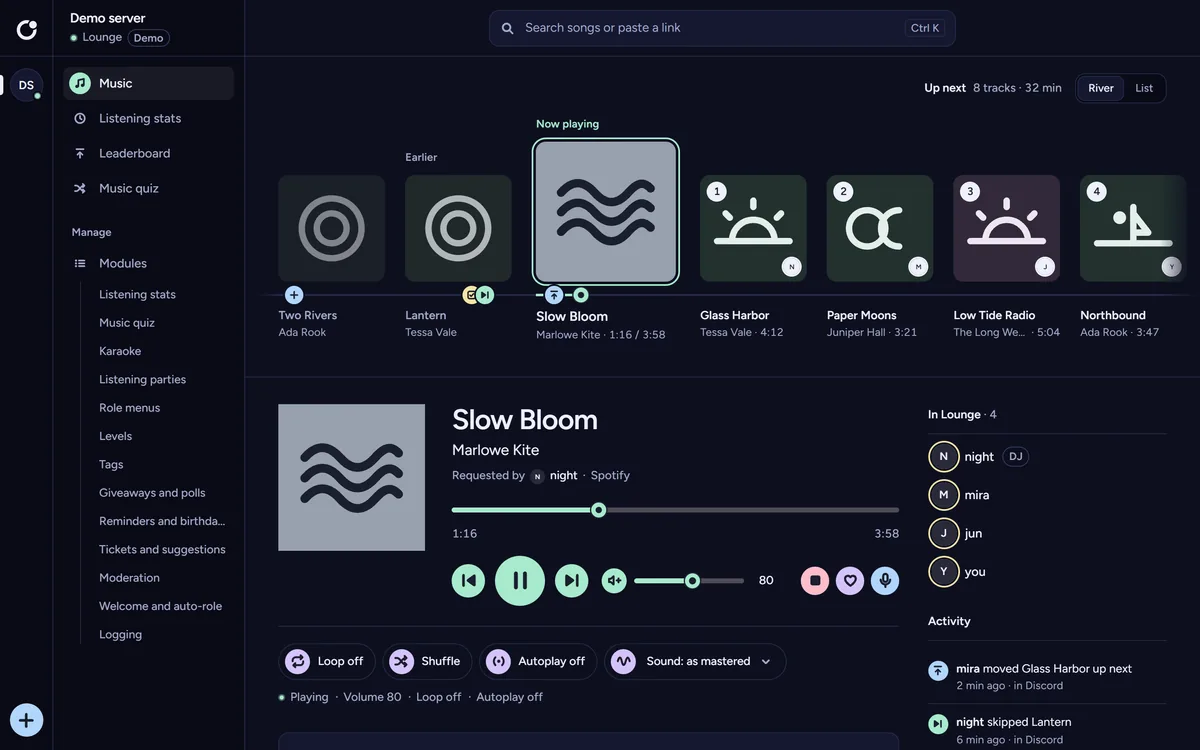 Demo server
Lounge Demo
Search songs or paste a link
Ctrl K
DS
Music
Listening stats
Leaderboard
Music quiz
Manage
Modules
Listening stats
Music quiz
Karaoke
Listening parties
Role menus
Levels
Tags
Giveaways and polls
Reminders and birthda...
Tickets and suggestions
Moderation
Welcome and auto-role
Logging
Up next 8 tracks · 32 min
River
List
Earlier
Now playing
1
N
2
M
3
J
4
Y
Two Rivers
Ada Rook
Lantern
Tessa Vale
Slow Bloom
Marlowe Kite · 1:16 / 3:58
Glass Harbor
Tessa Vale · 4:12
Paper Moons
Juniper Hall · 3:21
Low Tide Radio
The Long We... · 5:04
Northbound
Ada Rook · 3:47
Slow Bloom
Marlowe Kite
Requested by N night · Spotify
1:16
3:58
80
Loop off
Shuffle
Autoplay off
Sound: as mastered
Playing · Volume 80 · Loop off · Autoplay off
In Lounge · 4
N night DJ
M mira
J jun
Y you
Activity
mira moved Glass Harbor up next
2 min ago · in Discord
night skipped Lantern
6 min ago · in Discord